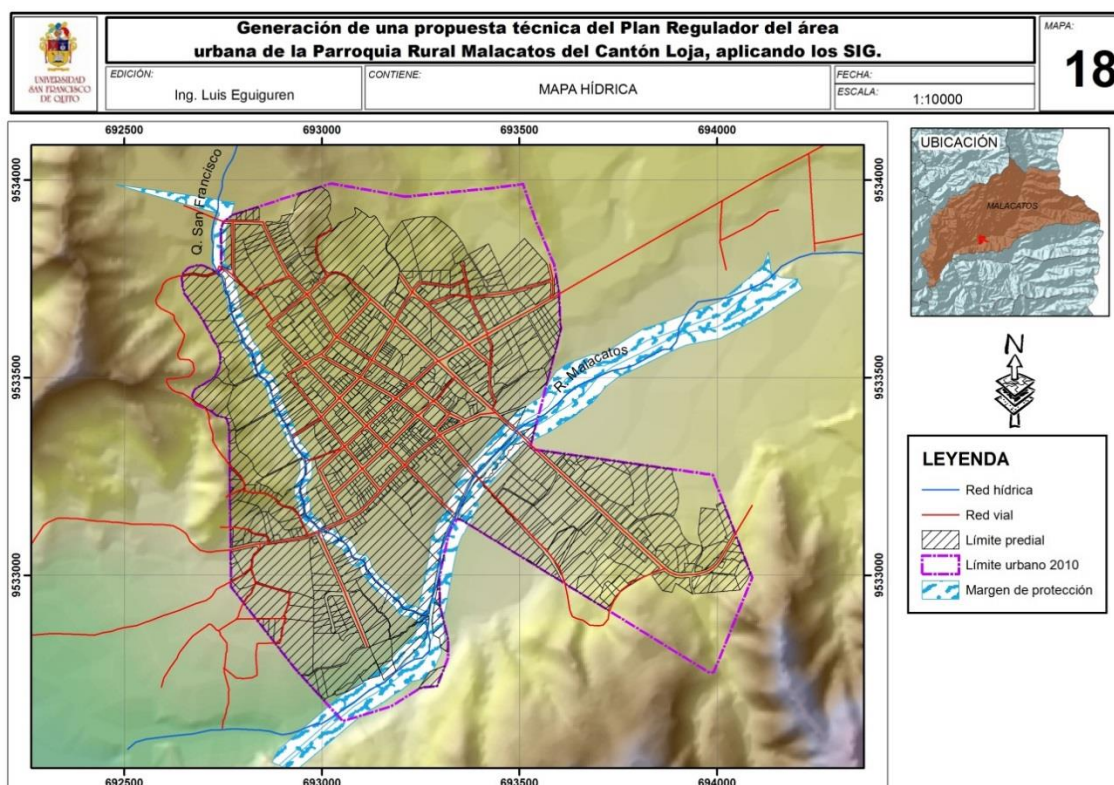 UNIVERSIDAD
SAN FRANCISCO
DE QUITO
Generación de una propuesta técnica del Plan Regulador del área
urbana de la Parroquia Rural Malacatos del Cantón Loja, aplicando los SIG.
EDICIÓN:
Ing. Luis Eguiguren
CONTIENE:
MAPA HÍDRICA
FECHA:
ESCALA:
1:10000
MAPA:
18
692500
693000
693500
694000
9534000
9533500
9533000
Q. San Francisco
R. Malacatos
9534000
9533500
9533000
692500
693000
693500
694000
UBICACIÓN
MALACATOS
N
LEYENDA
Red hídrica
Red vial
Límite predial
Límite urbano 2010
Margen de protección